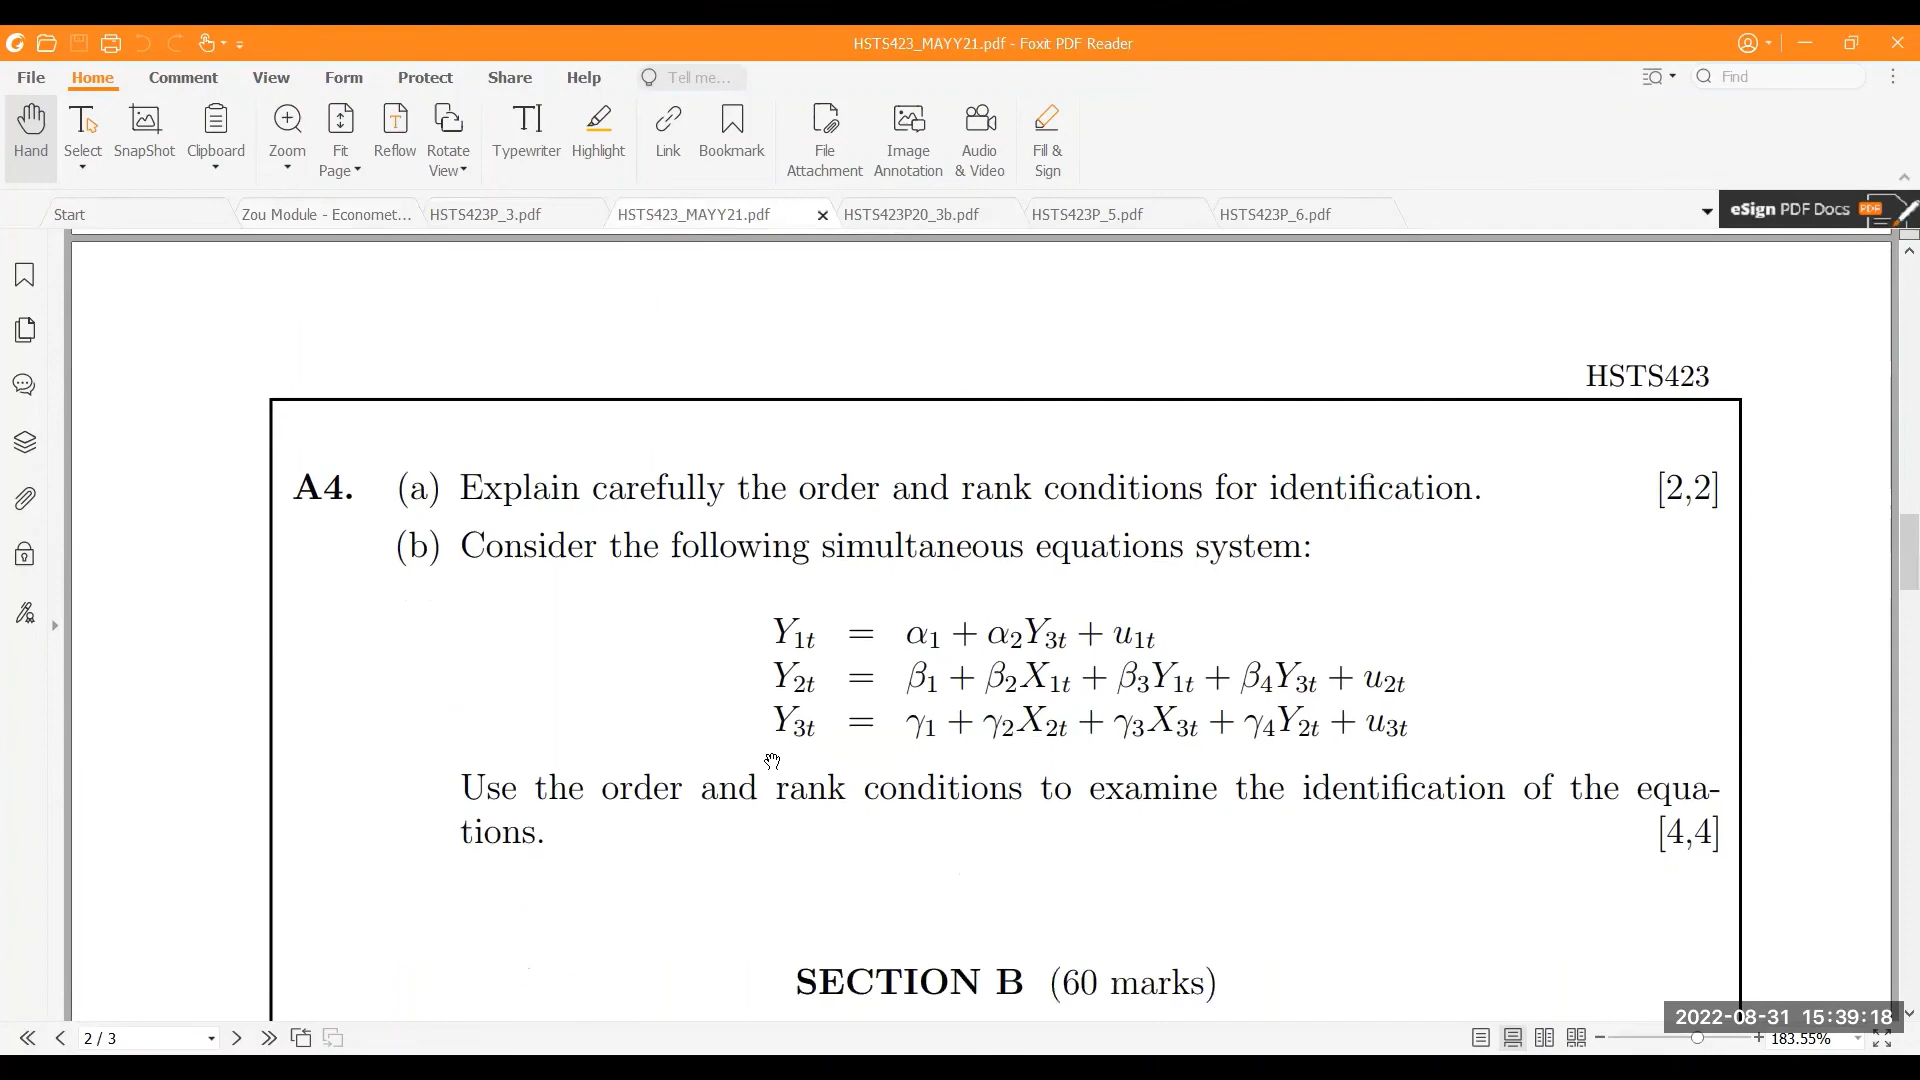 HSTS423_MAYY21.pdf - Foxit PDF Reader
File Home Comment View Form Protect Share Help Tell me... Find
Hand Select SnapShot Clipboard Zoom Fit Page Reflow Rotate View Typewriter Highlight Link Bookmark File Attachment Image Annotation Audio & Video Fill & Sign
Start Zou Module - Economet... HSTS423P_3.pdf HSTS423_MAYY21.pdf HSTS423P20_3b.pdf HSTS423P_5.pdf HSTS423P_6.pdf eSign PDF Docs PDF
HSTS423
A4. (a) Explain carefully the order and rank conditions for identification. [2,2]
(b) Consider the following simultaneous equations system:
Y₁ₜ = α₁ + α₂Y₃ₜ + u₁ₜ
Y₂ₜ = β₁ + β₂X₁ₜ + β₃Y₁ₜ + β₄Y₃ₜ + u₂ₜ
Y₃ₜ = γ₁ + γ₂X₂ₜ + γ₃X₃ₜ + γ₄Y₂ₜ + u₃ₜ
Use the order and rank conditions to examine the identification of the equa-
tions. [4,4]
SECTION B (60 marks)
2022-08-31 15:39:18
2 / 3 183.55%